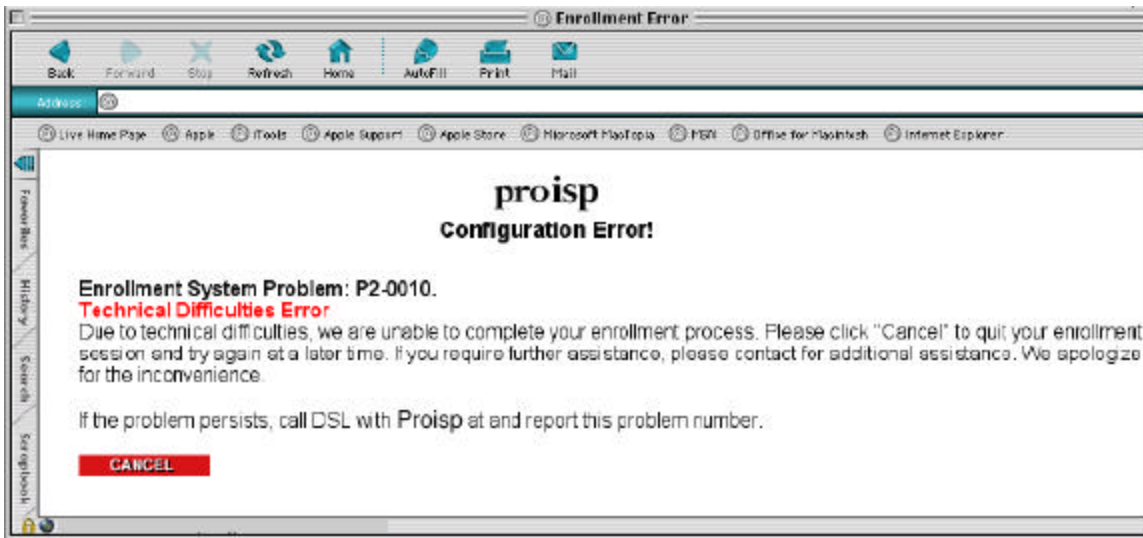 Enrollment Error
Back Forward Stop Refresh Home AutoFill Print Mail
Address
Live Home Page Apple iTools Apple Support Apple Store Microsoft MacTopia MSN Office for Macintosh Internet Explorer
Favorites
History
Search
Scrapbook
proisp
Configuration Error!
Enrollment System Problem: P2-0010.
Technical Difficulties Error
Due to technical difficulties, we are unable to complete your enrollment process. Please click "Cancel" to quit your enrollment
session and try again at a later time. If you require further assistance, please contact for additional assistance. We apologize
for the inconvenience.
If the problem persists, call DSL with Proisp at and report this problem number.
CANCEL